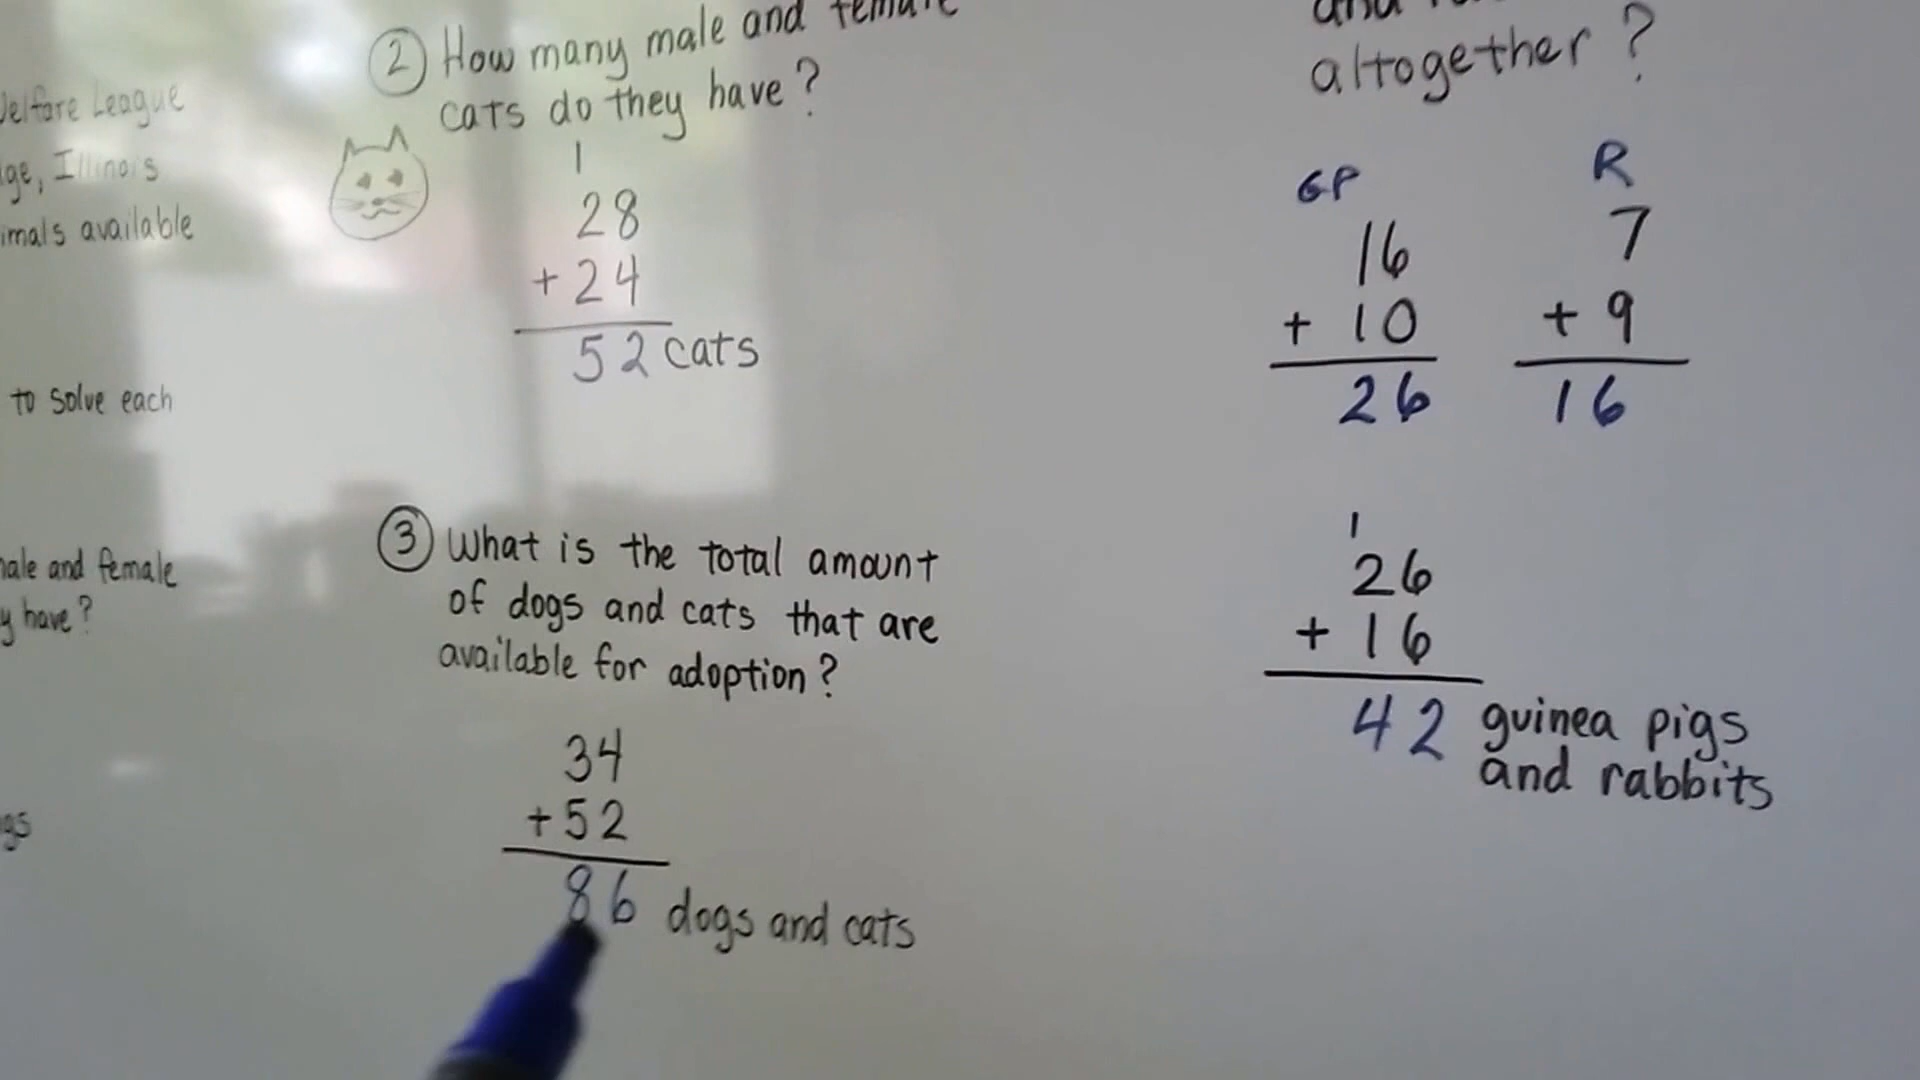 Welfare League
Illinois
available
to solve each
and female
have?
② How many male and female
cats do they have?
1
28
+ 24
52 cats
③ What is the total amount
of dogs and cats that are
available for adoption?
34
+ 52
86 dogs and cats
altogether?
GP
16
+ 10
26
R
7
+ 9
16
1
26
+ 16
42 guinea pigs
and rabbits